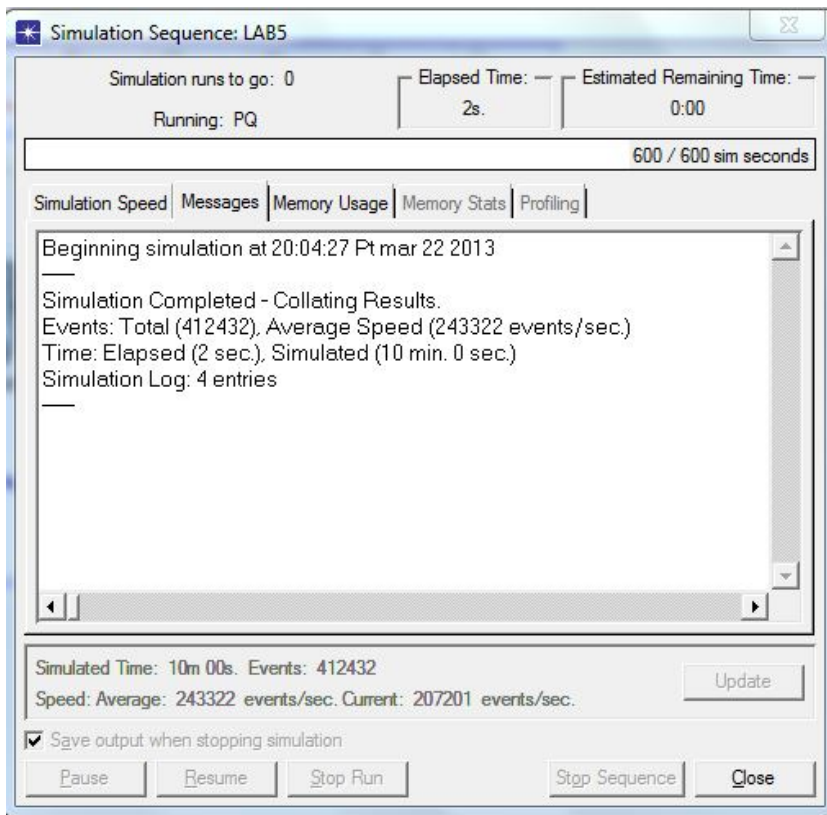 Simulation Sequence: LAB5
Simulation runs to go: 0
Running: PQ
Elapsed Time:
2s.
Estimated Remaining Time:
0:00
600 / 600 sim seconds
Simulation Speed Messages Memory Usage Memory Stats Profiling
Beginning simulation at 20:04:27 Pt mar 22 2013
Simulation Completed - Collating Results.
Events: Total (412432), Average Speed (243322 events/sec.)
Time: Elapsed (2 sec.), Simulated (10 min. 0 sec.)
Simulation Log: 4 entries
Simulated Time: 10m 00s. Events: 412432
Speed: Average: 243322 events/sec. Current: 207201 events/sec.
Update
Save output when stopping simulation
Pause Resume Stop Run Stop Sequence Close